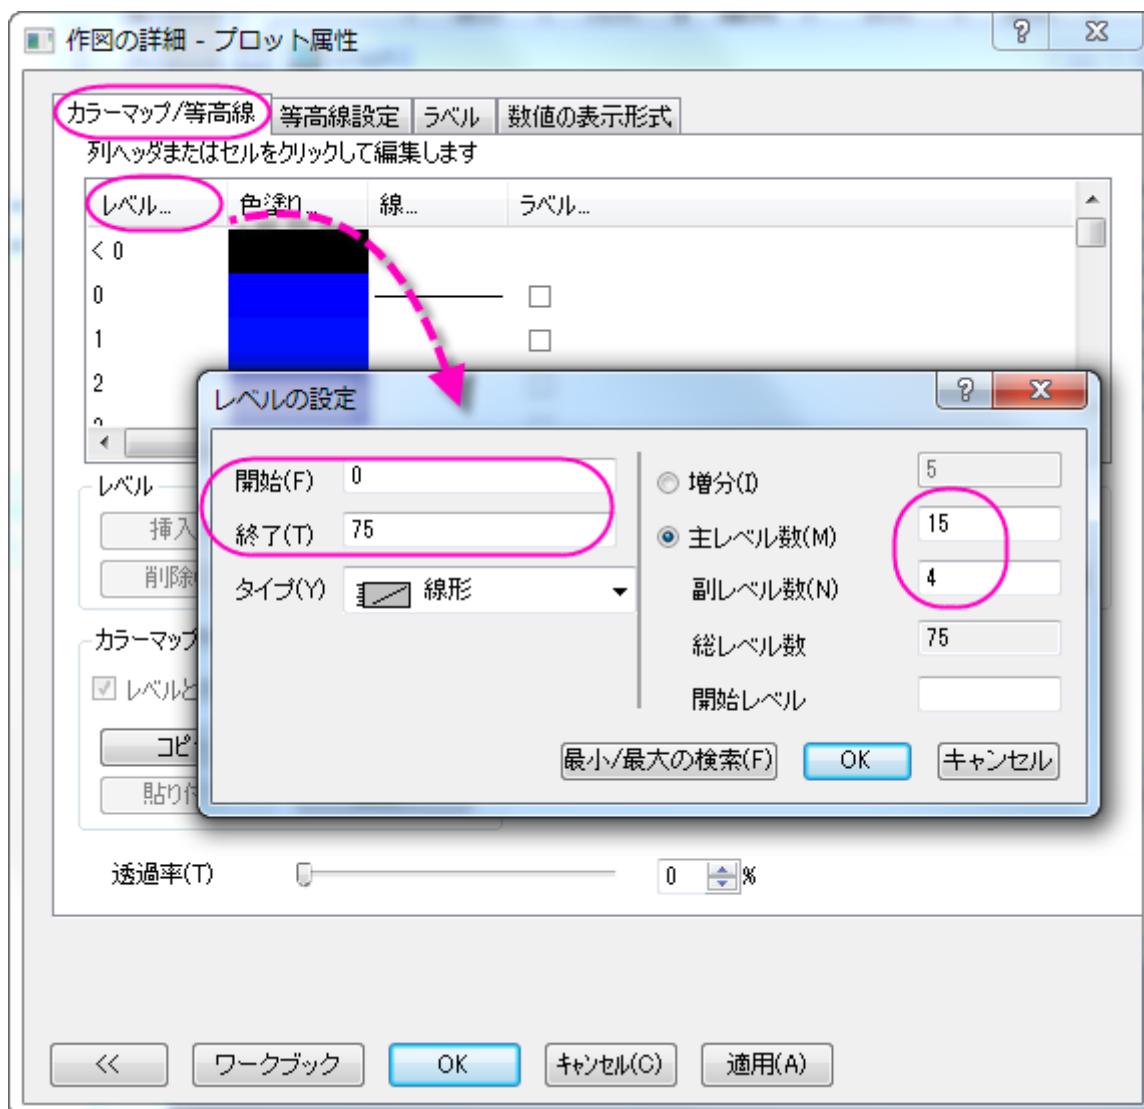 作図の詳細 - プロット属性
カラーマップ/等高線 等高線設定 ラベル 数値の表示形式
列ヘッダまたはセルをクリックして編集します
レベル... 色塗り... 線... ラベル...
< 0
0
1
2
レベルの設定
開始(F) 0
終了(T) 75
タイプ(Y) 線形
増分(I) 5
主レベル数(M) 15
副レベル数(N) 4
総レベル数 75
開始レベル
最小/最大の検索(F) OK キャンセル
レベル
挿入
削除
カラーマップ
レベルと
コピ
貼り付
透過率(T) 0 %
<< ワークブック OK キャンセル(C) 適用(A)